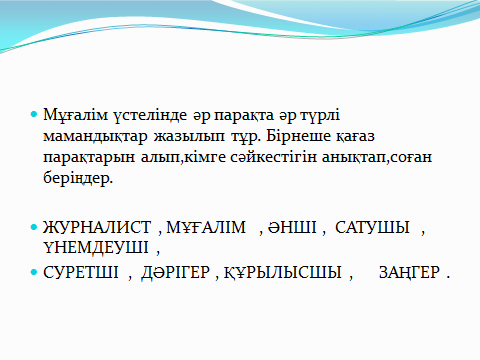 Мұғалім үстелінде әр парақта әр түрлі
мамандықтар жазылып тұр. Бірнеше қағаз
парақтарын алып,кімге сәйкестігін анықтап,соған
беріңдер.
ЖУРНАЛИСТ , МҰҒАЛІМ , ӘНШІ , САТУШЫ ,
ҮНЕМДЕУШІ ,
СУРЕТШІ , ДӘРІГЕР , ҚҰРЫЛЫСШЫ , ЗАҢГЕР .